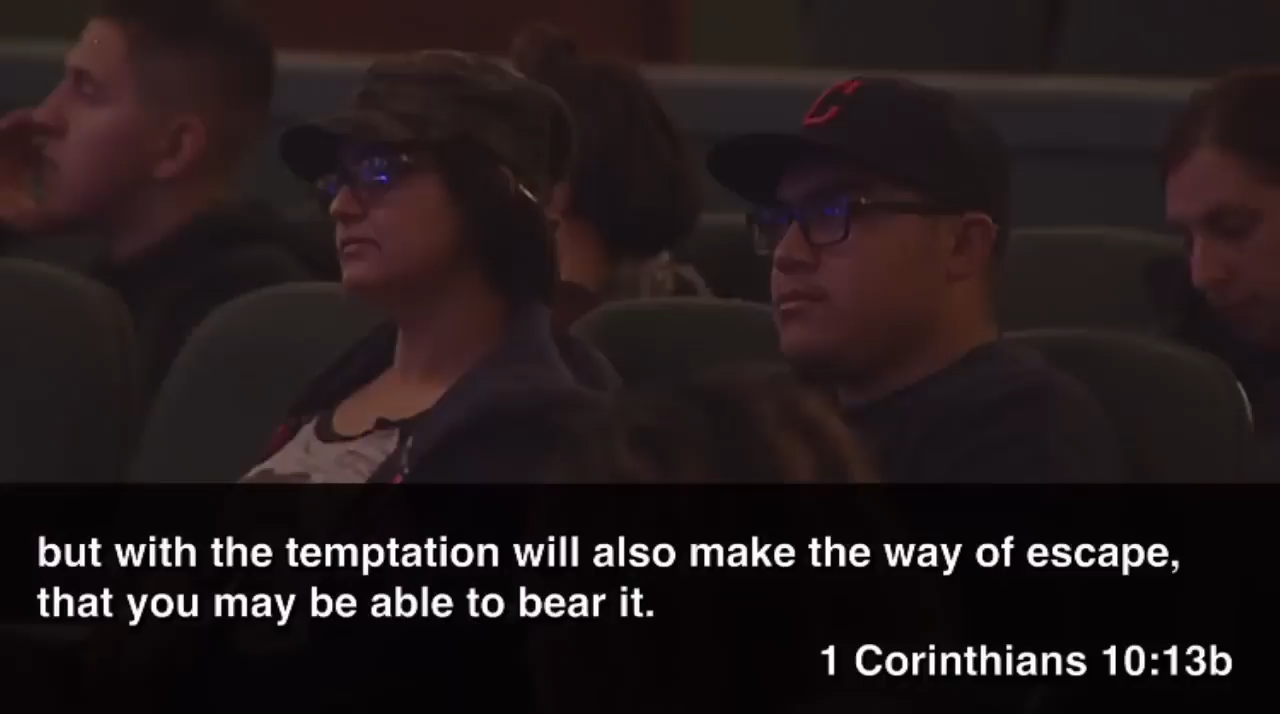 C
but with the temptation will also make the way of escape,
that you may be able to bear it.
1 Corinthians 10:13b